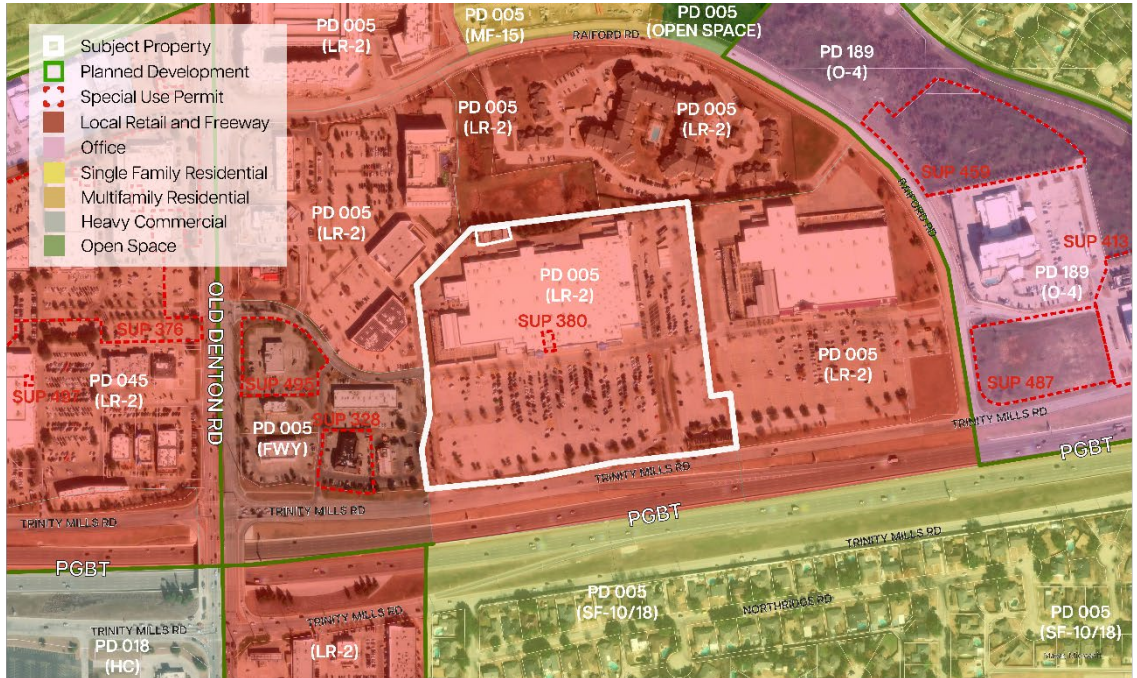 Subject Property
Planned Development
Special Use Permit
Local Retail and Freeway
Office
Single Family Residential
Multifamily Residential
Heavy Commercial
Open Space
PD 005
(LR-2)
PD 005
(MF-15)
PD 005
(OPEN SPACE)
RAIFORD RD
PD 189
(O-4)
PD 005
(LR-2)
PD 005
(LR-2)
SUP 459
RAIFORD RD
PD 005
(LR-2)
PD 005
(LR-2)
SUP 413
PD 189
(O-4)
OLD DENTON RD
SUP 376
SUP 380
SUP 495
PD 005
(LR-2)
PD 045
(LR-2)
SUP 487
SUP 328
PD 005
(FWY)
TRINITY MILLS RD
TRINITY MILLS RD
PGBT
TRINITY MILLS RD
TRINITY MILLS RD
PGBT
TRINITY MILLS RD
PGBT
PD 005
(SF-10/18)
NORTHRIDGE RD
PD 005
(SF-10/18)
TRINITY MILLS RD
TRINITY MILLS RD
PD 018
(HC)
(LR-2)